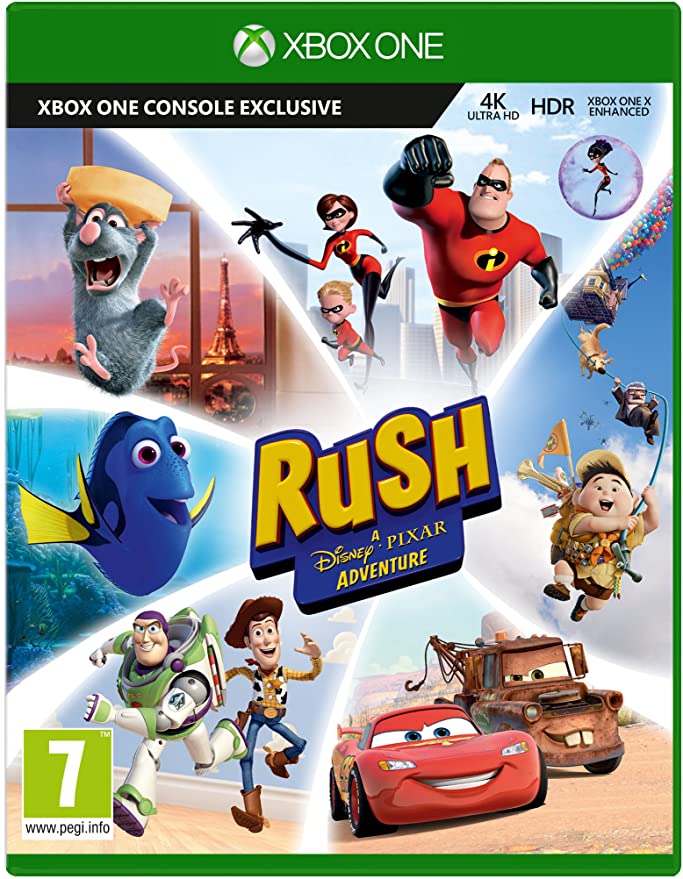 XBOX ONE
XBOX ONE CONSOLE EXCLUSIVE
4K
ULTRA HD
HDR
XBOX ONE X
ENHANCED
RUSH
A
Disney · PIXAR
ADVENTURE
7
™
www.pegi.info